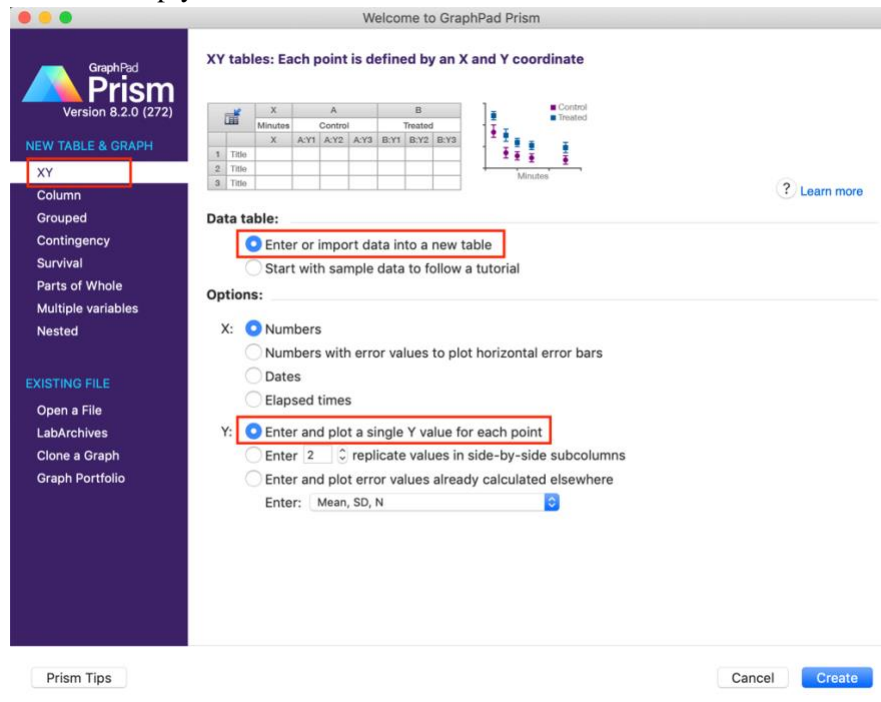 Welcome to GraphPad Prism
GraphPad
Prism
Version 8.2.0 (272)
NEW TABLE & GRAPH
XY
Column
Grouped
Contingency
Survival
Parts of Whole
Multiple variables
Nested
EXISTING FILE
Open a File
LabArchives
Clone a Graph
Graph Portfolio
XY tables: Each point is defined by an X and Y coordinate
X A B
Minutes Control Treated
X A:Y1 A:Y2 A:Y3 B:Y1 B:Y2 B:Y3
1 Title
2 Title
3 Title
Control
Treated
Minutes
? Learn more
Data table:
Enter or import data into a new table
Start with sample data to follow a tutorial
Options:
X: Numbers
Numbers with error values to plot horizontal error bars
Dates
Elapsed times
Y: Enter and plot a single Y value for each point
Enter 2 replicate values in side-by-side subcolumns
Enter and plot error values already calculated elsewhere
Enter: Mean, SD, N
Prism Tips
Cancel Create